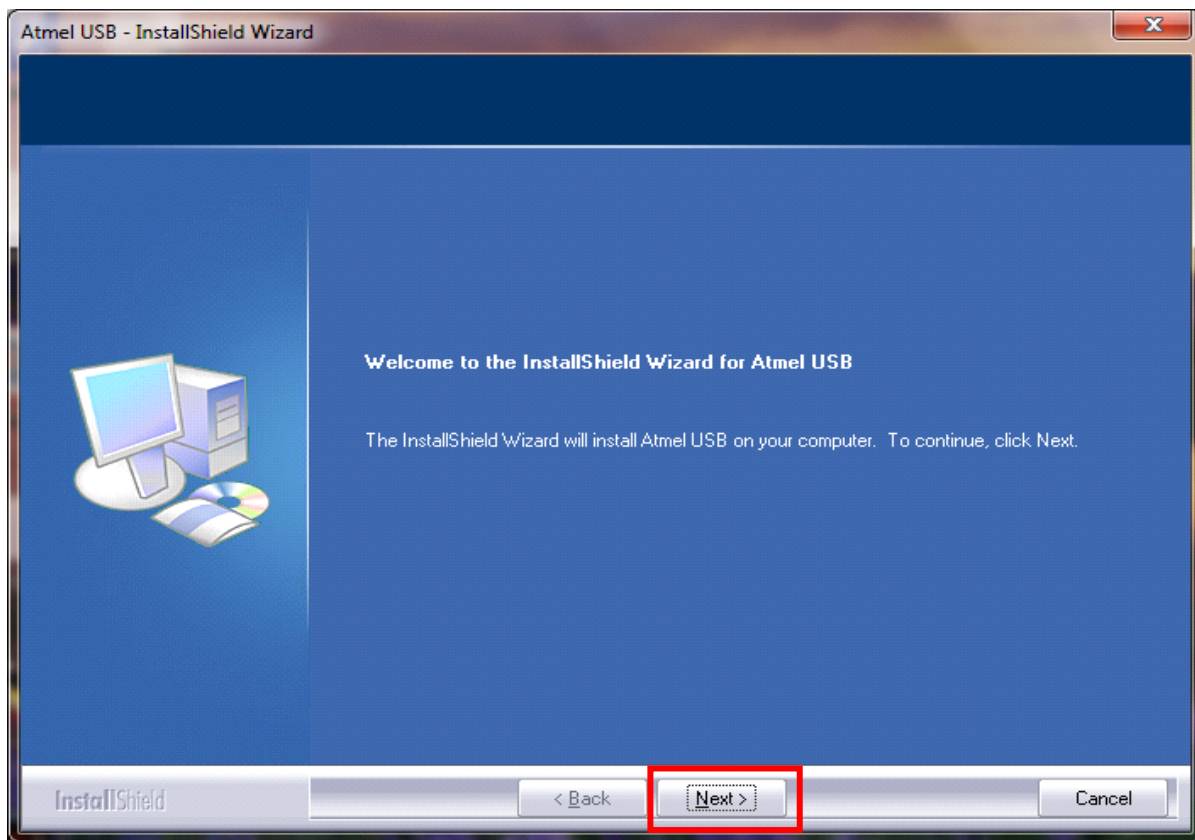 Atmel USB - InstallShield Wizard
Welcome to the InstallShield Wizard for Atmel USB
The InstallShield Wizard will install Atmel USB on your computer. To continue, click Next.
InstallShield
< Back
Next >
Cancel